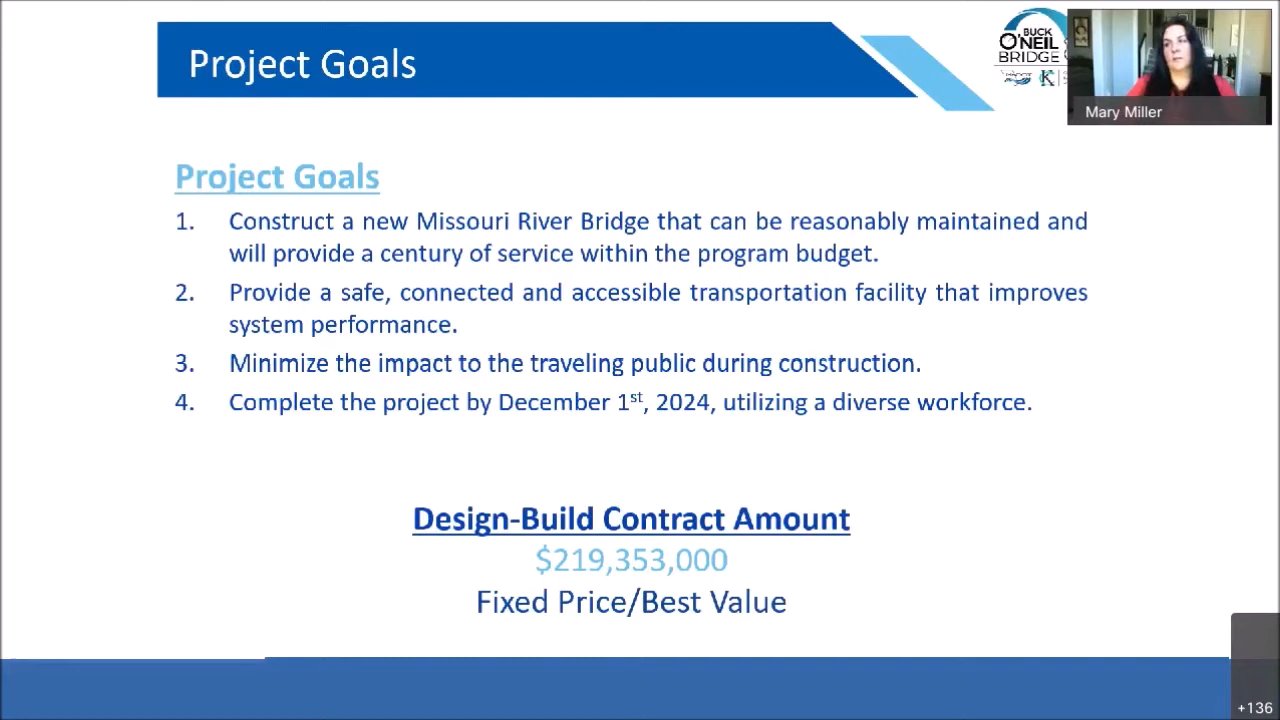 Project Goals
BUCK
O'NEIL
BRIDGE
Mary Miller
Project Goals
1. Construct a new Missouri River Bridge that can be reasonably maintained and
will provide a century of service within the program budget.
2. Provide a safe, connected and accessible transportation facility that improves
system performance.
3. Minimize the impact to the traveling public during construction.
4. Complete the project by December 1st, 2024, utilizing a diverse workforce.
Design-Build Contract Amount
$219,353,000
Fixed Price/Best Value
+136